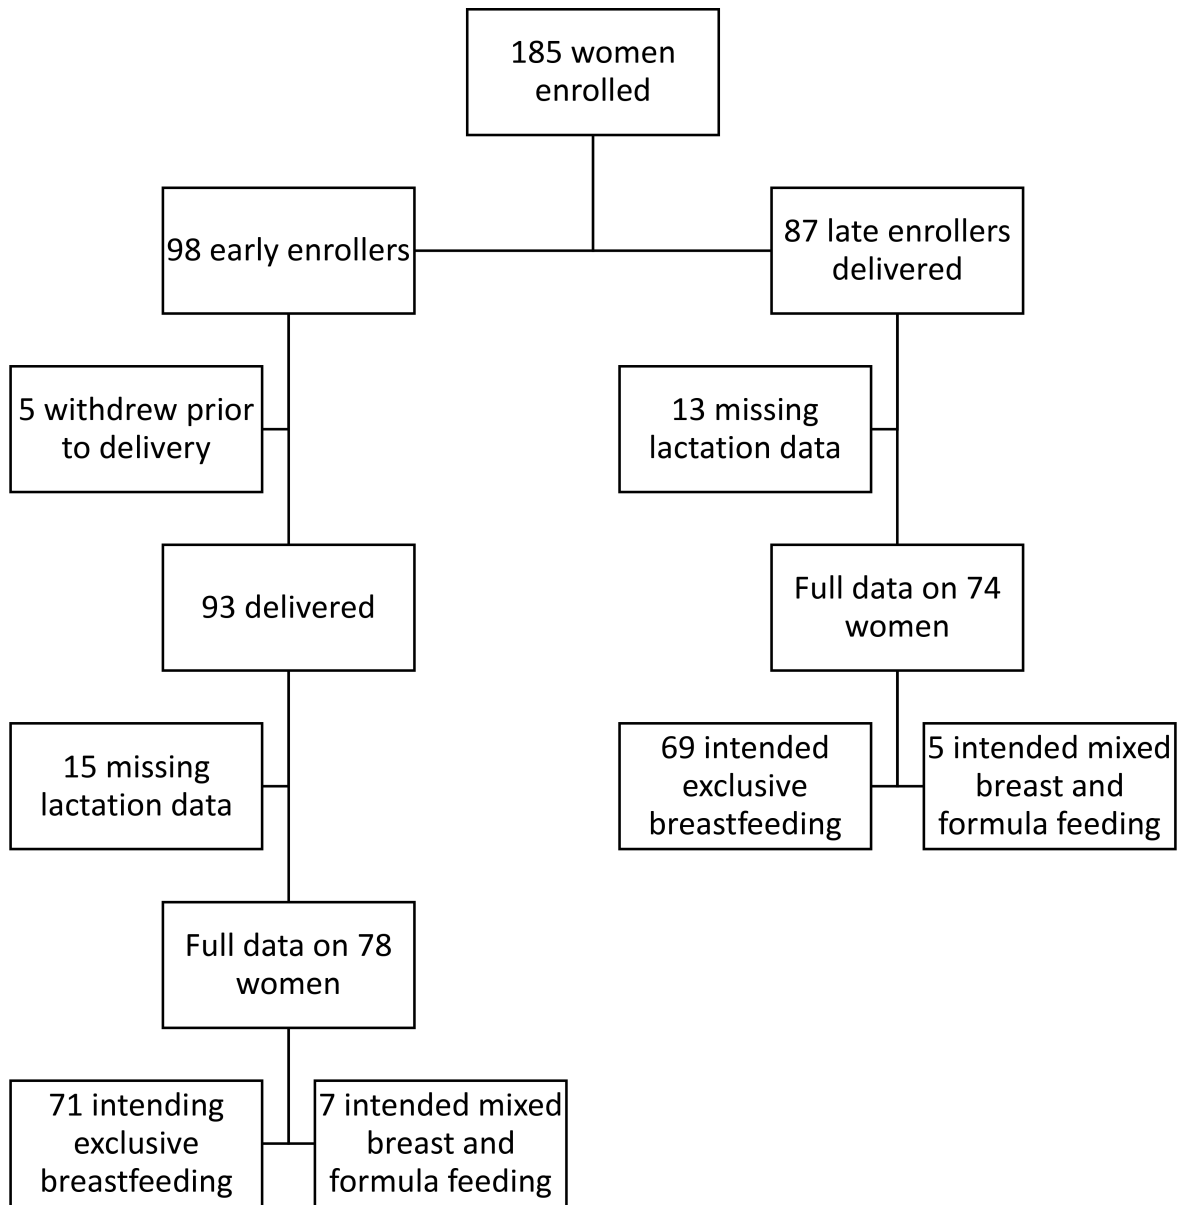 185 women
enrolled
98 early enrollers
87 late enrollers
delivered
5 withdrew prior
to delivery
13 missing
lactation data
93 delivered
Full data on 74
women
15 missing
lactation data
69 intended
exclusive
breastfeeding
5 intended mixed
breast and
formula feeding
Full data on 78
women
71 intending
exclusive
breastfeeding
7 intended mixed
breast and
formula feeding